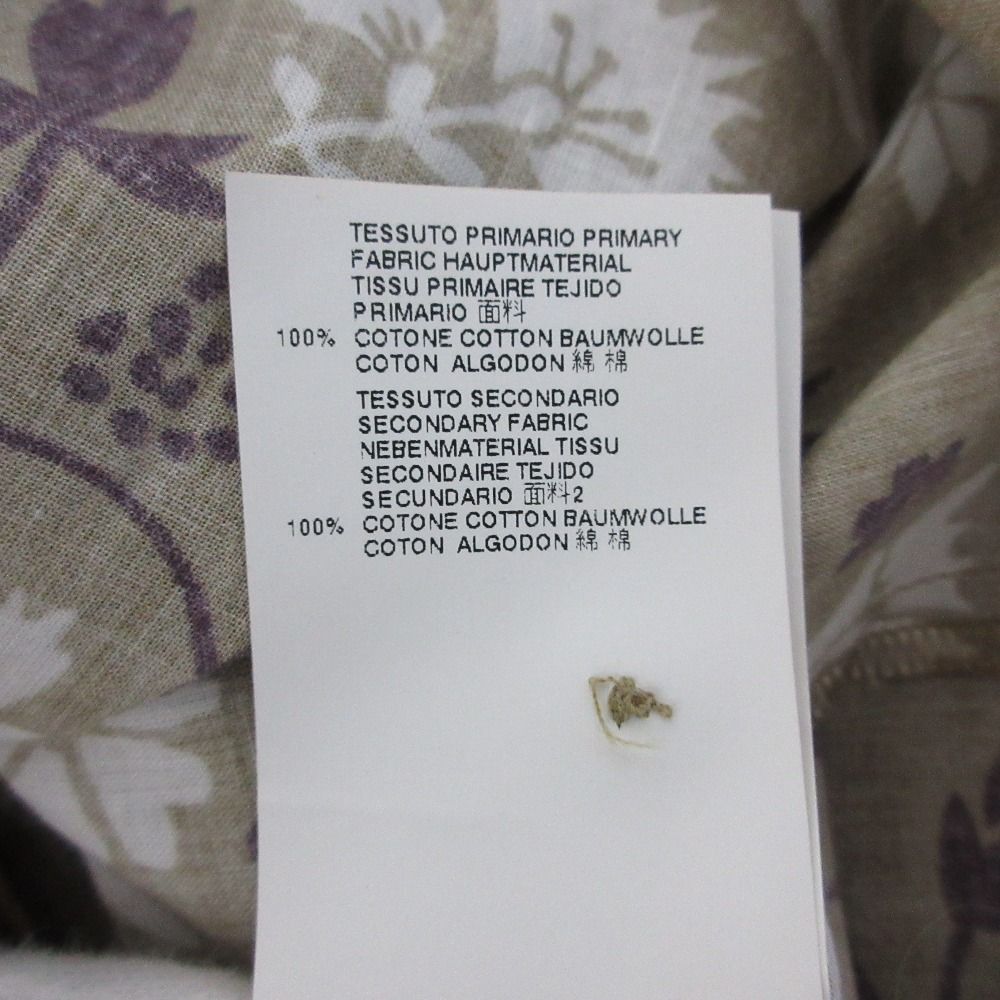 TESSUTO PRIMARIO PRIMARY
FABRIC HAUPTMATERIAL
TISSU PRIMAIRE TEJIDO
PRIMARIO 面料
100% COTONE COTTON BAUMWOLLE
COTON ALGODON 綿 棉
TESSUTO SECONDARIO
SECONDARY FABRIC
NEBENMATERIAL TISSU
SECONDAIRE TEJIDO
SECUNDARIO 面料2
100% COTONE COTTON BAUMWOLLE
COTON ALGODON 綿 棉